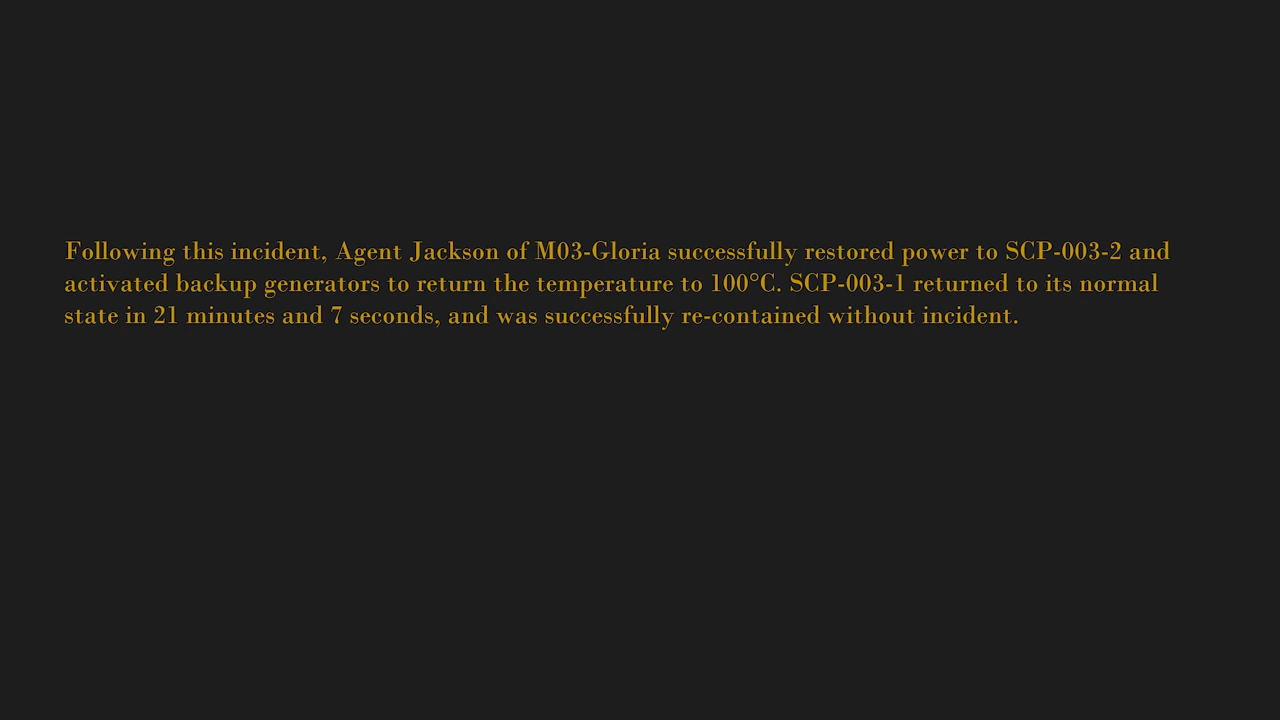 Following this incident, Agent Jackson of M03-Gloria successfully restored power to SCP-003-2 and
activated backup generators to return the temperature to 100°C. SCP-003-1 returned to its normal
state in 21 minutes and 7 seconds, and was successfully re-contained without incident.